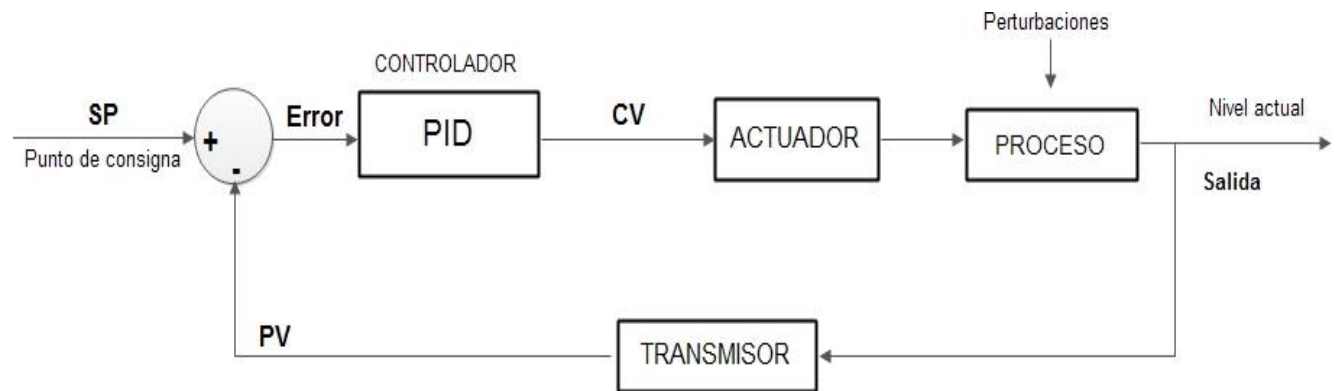 Perturbaciones
CONTROLADOR
SP
Punto de consigna
+
-
Error
PID
CV
ACTUADOR
PROCESO
Nivel actual
Salida
PV
TRANSMISOR